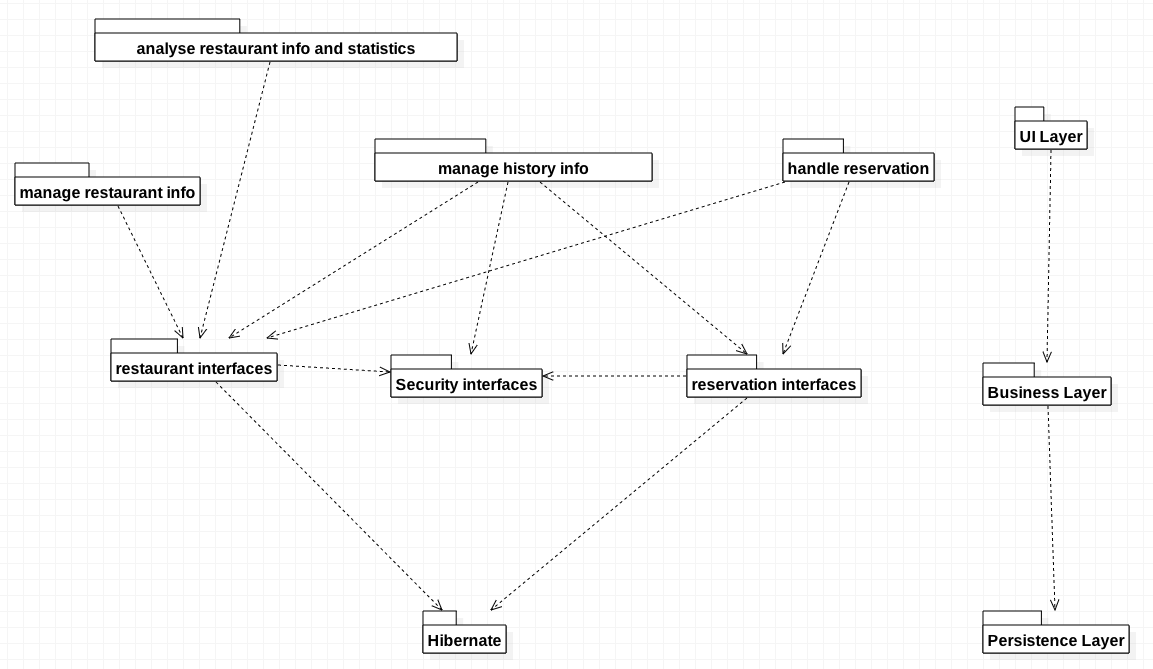 analyse restaurant info and statistics
UI Layer
manage history info
handle reservation
manage restaurant info
restaurant interfaces
Security interfaces
reservation interfaces
Business Layer
Hibernate
Persistence Layer